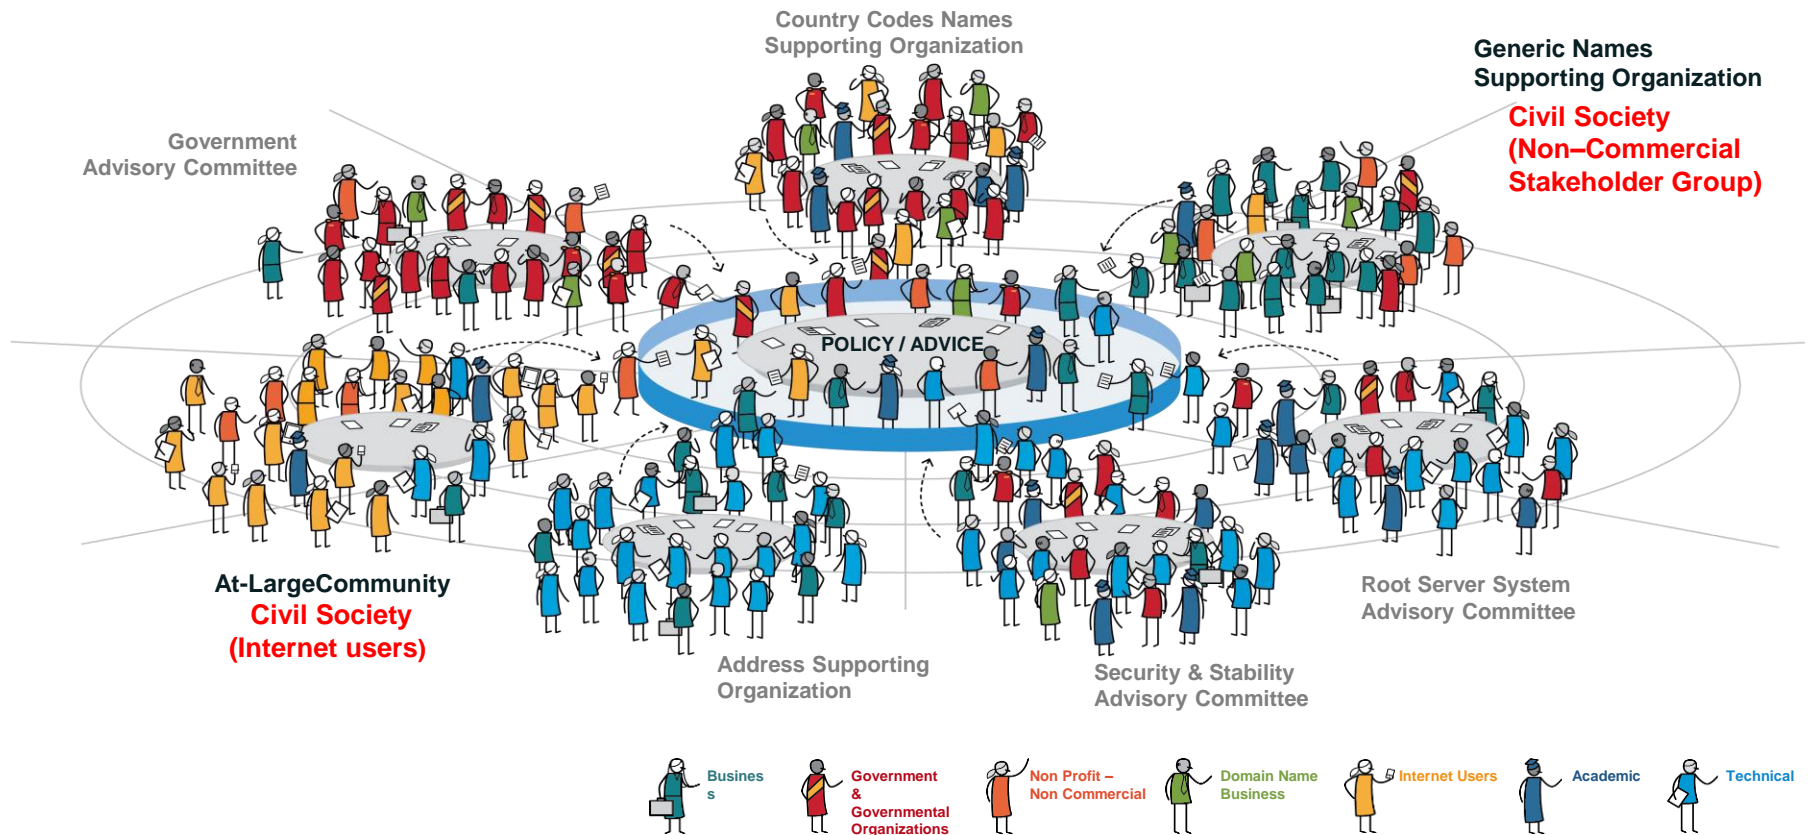 Country Codes Names
Supporting Organization
Generic Names
Supporting Organization
Civil Society
(Non–Commercial
Stakeholder Group)
Government
Advisory Committee
POLICY / ADVICE
At-LargeCommunity
Civil Society
(Internet users)
Root Server System
Advisory Committee
Address Supporting
Organization
Security & Stability
Advisory Committee
Busines
s
Government
&
Governmental
Organizations
Non Profit –
Non Commercial
Domain Name
Business
Internet Users
Academic
Technical